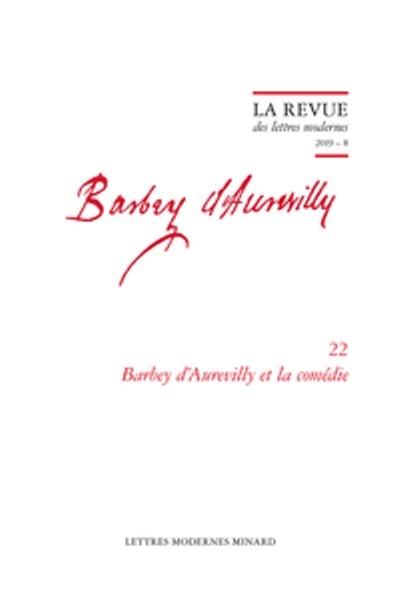 LA REVUE
des lettres modernes
2019 – 8
Barbey d'Aurevilly
22
Barbey d'Aurevilly et la comédie
LETTRES MODERNES MINARD